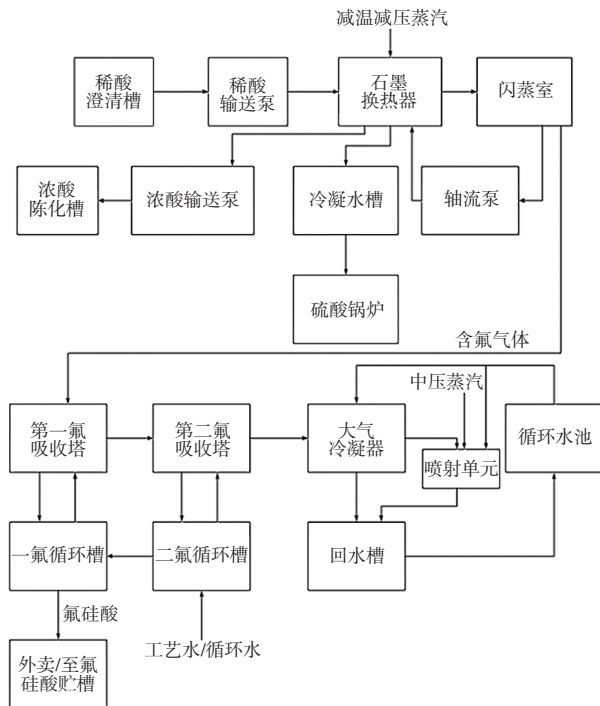 减温减压蒸汽
稀酸
澄清槽
稀酸
输送泵
石墨
换热器
闪蒸室
浓酸
陈化槽
浓酸输送泵
冷凝水槽
轴流泵
硫酸锅炉
含氟气体
中压蒸汽
第一氟
吸收塔
第二氟
吸收塔
大气
冷凝器
喷射单元
循环水池
一氟循环槽
二氟循环槽
回水槽
氟硅酸
工艺水/循环水
外卖/至氟
硅酸贮槽